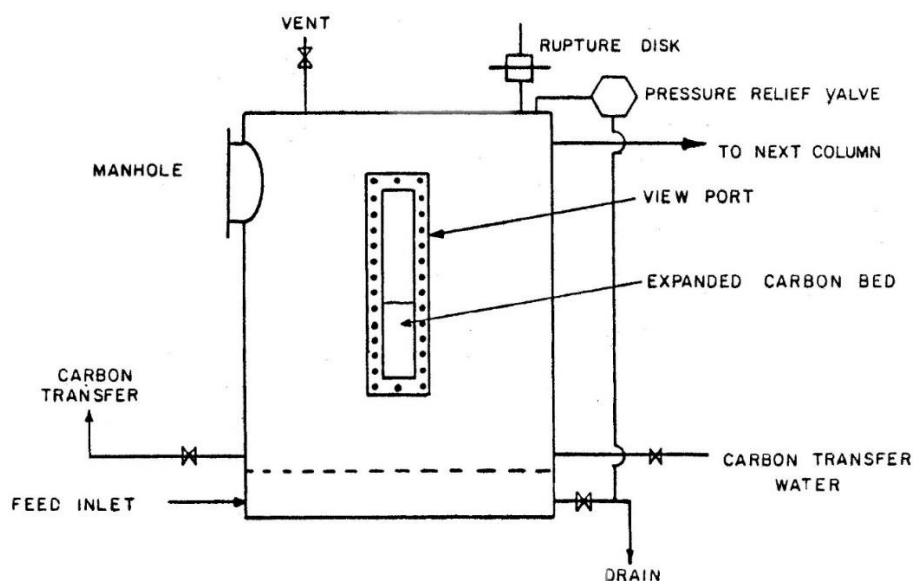 VENT
RUPTURE DISK
PRESSURE RELIEF VALVE
TO NEXT COLUMN
MANHOLE
VIEW PORT
EXPANDED CARBON BED
CARBON
TRANSFER
CARBON TRANSFER
WATER
FEED INLET
DRAIN